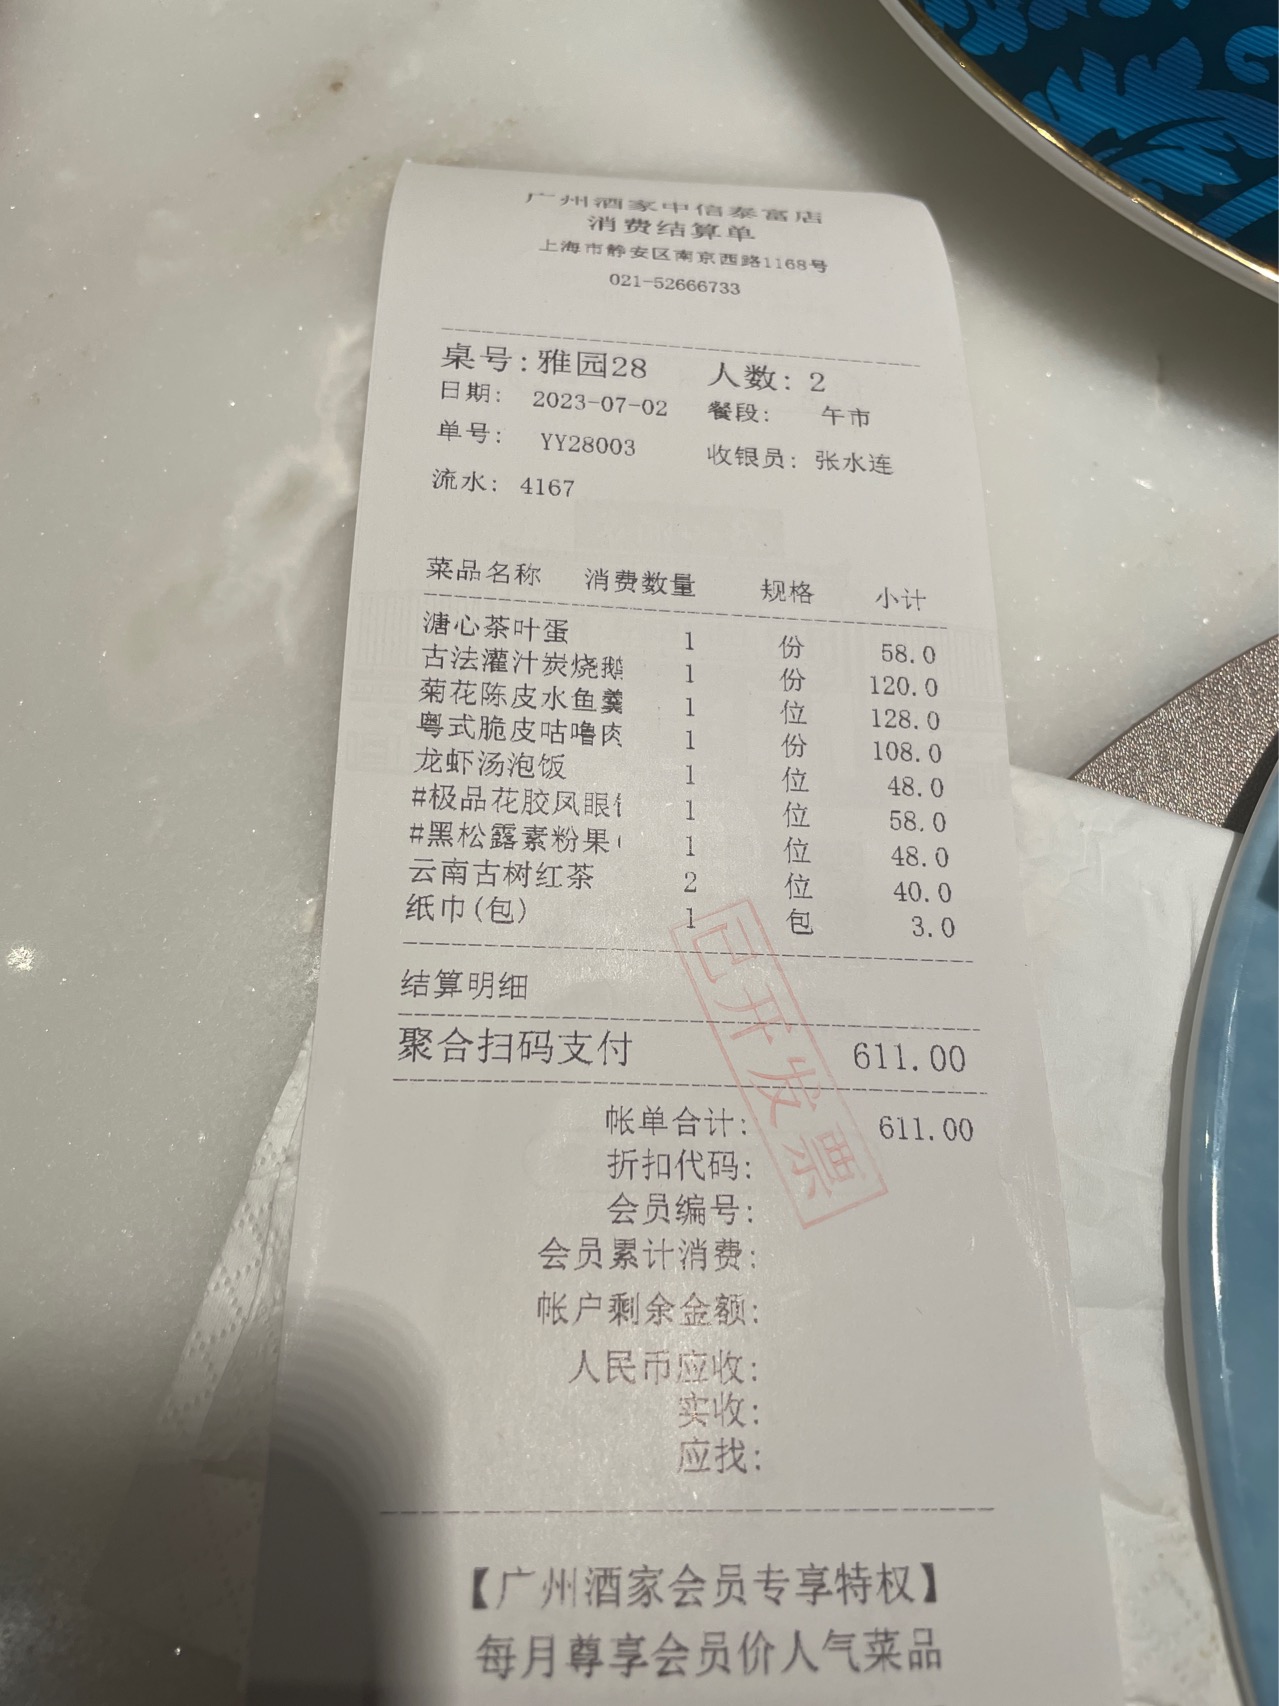 广州酒家中信泰富店
消费结算单
上海市静安区南京西路1168号
021-52666733
桌号:雅园28 人数: 2
日期: 2023-07-02 餐段: 午市
单号: YY28003 收银员: 张水连
流水: 4167
菜品名称 消费数量 规格 小计
溏心茶叶蛋 1 份 58.0
古法灌汁炭烧鹅 1 份 120.0
菊花陈皮水鱼羹 1 位 128.0
粤式脆皮咕噜肉 1 份 108.0
龙虾汤泡饭 1 位 48.0
#极品花胶凤眼 1 位 58.0
#黑松露素粉果( 1 位 48.0
云南古树红茶 2 位 40.0
纸巾(包) 1 包 3.0
已开发票
结算明细
聚合扫码支付 611.00
帐单合计: 611.00
折扣代码:
会员编号:
会员累计消费:
帐户剩余金额:
人民币应收:
实收:
应找:
【广州酒家会员专享特权】
每月尊享会员价人气菜品